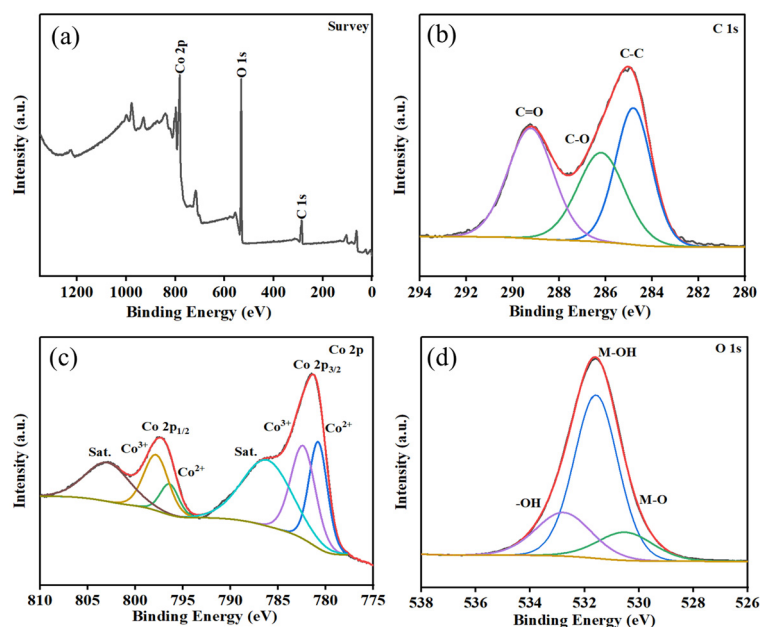 (a)
Survey
Co 2p
O 1s
C 1s
Intensity (a.u.)
1200 1000 800 600 400 200 0
Binding Energy (eV)
(b)
C 1s
C-C
C=O
C-O
Intensity (a.u.)
294 292 290 288 286 284 282 280
Binding Energy (eV)
(c)
Co 2p
Co 2p3/2
Co 2p1/2
Co3+
Co2+
Sat.
Co3+
Co2+
Sat.
Intensity (a.u.)
810 805 800 795 790 785 780 775
Binding Energy (eV)
(d)
O 1s
M-OH
-OH
M-O
Intensity (a.u.)
538 536 534 532 530 528 526
Binding Energy (eV)